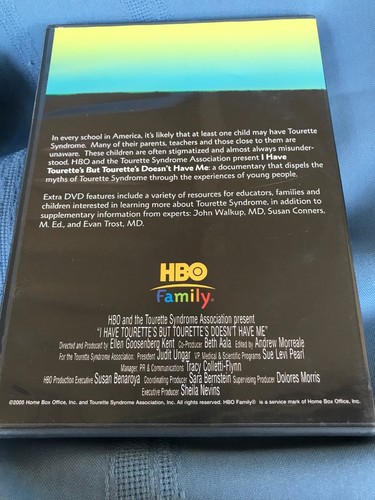 In every school in America, it's likely that at least one child may have Tourette
Syndrome. Many of their parents, teachers and those close to them are
unaware. These children are often stigmatized and almost always misunder-
stood. HBO and the Tourette Syndrome Association present I Have
Tourette's But Tourette's Doesn't Have Me: a documentary that dispels the
myths of Tourette Syndrome through the experiences of young people.
Extra DVD features include a variety of resources for educators, families and
children interested in learning more about Tourette Syndrome, in addition to
supplementary information from experts: John Walkup, MD, Susan Conners,
M. Ed., and Evan Trost, MD.
HBO
Family®
HBO and the Tourette Syndrome Association present
"I HAVE TOURETTE'S BUT TOURETTE'S DOESN'T HAVE ME"
Directed and Produced by Ellen Goosenberg Kent Co-Producer Beth Aala Edited by Andrew Morreale
For the Tourette Syndrome Association: President Judit Ungar V.P. Medical & Scientific Programs Sue Levi Pearl
Manager, PR & Communications Tracy Colletti-Flynn
HBO Production Executive Susan Benaroya Coordinating Producer Sara Bernstein Supervising Producer Dolores Morris
Executive Producer Sheila Nevins
©2005 Home Box Office, Inc. and Tourette Syndrome Association, Inc. All rights reserved. HBO Family® is a service mark of Home Box Office, Inc.